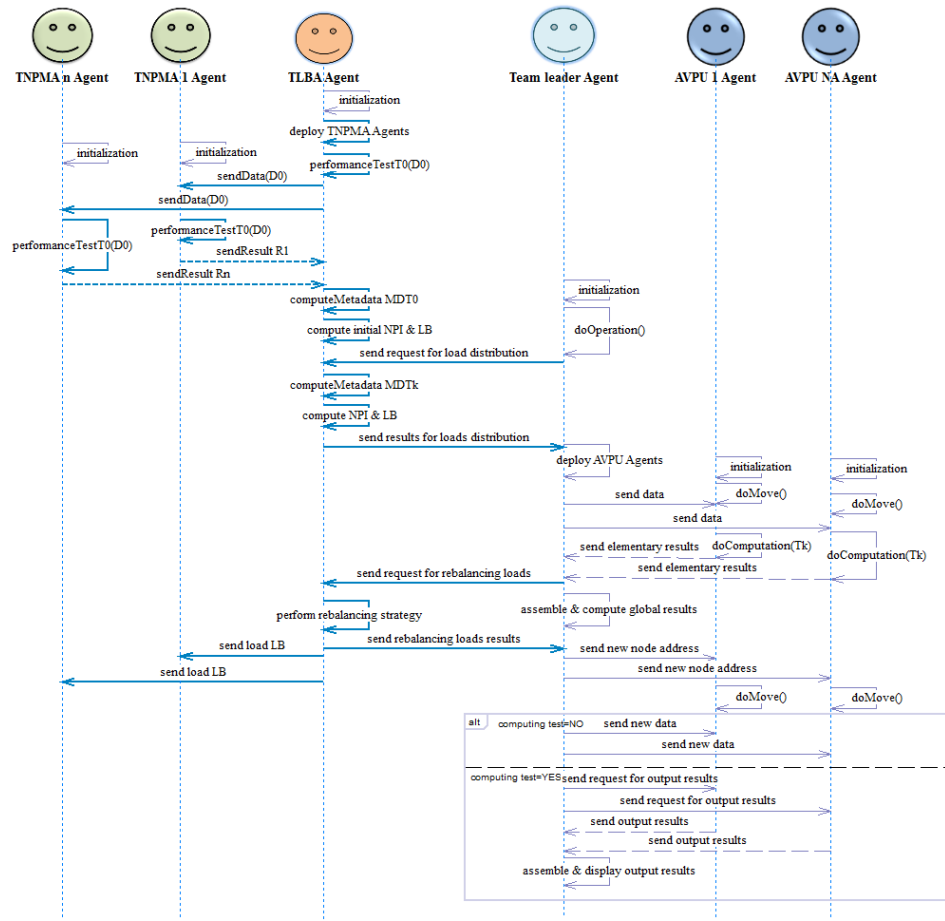 TNPMA n Agent TNPMA 1 Agent TLBA Agent Team leader Agent AVPU 1 Agent AVPU NA Agent
initialization
deploy TNPMA Agents
initialization initialization
performanceTestT0(D0)
sendData(D0)
sendData(D0)
performanceTestT0(D0)
performanceTestT0(D0)
sendResult R1
sendResult Rn
initialization
computeMetadata MDT0
compute initial NPI & LB
doOperation()
send request for load distribution
computeMetadata MDTk
compute NPI & LB
send results for loads distribution
deploy AVPU Agents
initialization initialization
send data doMove()
doMove()
send data
send elementary results doComputation(Tk)
doComputation(Tk)
send elementary results
send request for rebalancing loads
assemble & compute global results
perform rebalancing strategy
send load LB send rebalancing loads results send new node address
send new node address
send load LB
doMove() doMove()
alt computing test=NO send new data
send new data
computing test=YES send request for output results
send request for output results
send output results
send output results
assemble & display output results